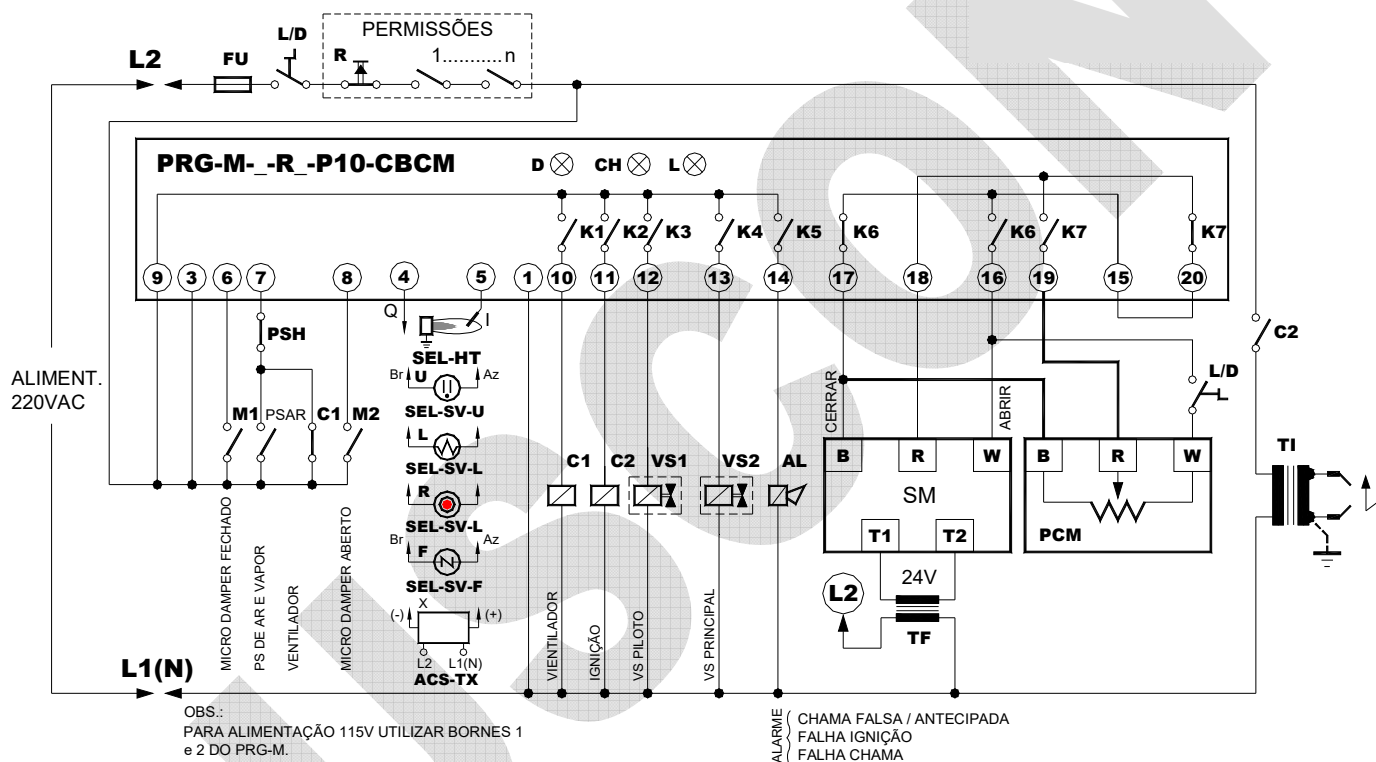 PERMISSÕES
L/D
L2
FU
R
1...........n
PRG-M-_-R_-P10-CBCM
D
CH
L
K1
K2
K3
K4
K5
K6
K6
K7
K7
9
3
6
7
8
4
5
1
10
11
12
13
14
17
18
16
19
15
20
Q
I
PSH
SEL-HT
Br
U
Az
SEL-SV-U
L
SEL-SV-L
R
SEL-SV-L
Br
F
Az
SEL-SV-F
X
(-)
(+)
L2
L1(N)
ACS-TX
ALIMENT.
220VAC
M1
PSAR
C1
M2
MICRO DAMPER FECHADO
PS DE AR E VAPOR
VENTILADOR
MICRO DAMPER ABERTO
C1
C2
VS1
VS2
AL
VIENTILADOR
IGNIÇÃO
VS PILOTO
VS PRINCIPAL
CERRAR
ABRIR
B
R
W
SM
T1
T2
24V
L2
TF
B
R
W
PCM
L/D
C2
TI
L1(N)
OBS.:
PARA ALIMENTAÇÃO 115V UTILIZAR BORNES 1
e 2 DO PRG-M.
ALARME
CHAMA FALSA / ANTECIPADA
FALHA IGNIÇÃO
FALHA CHAMA